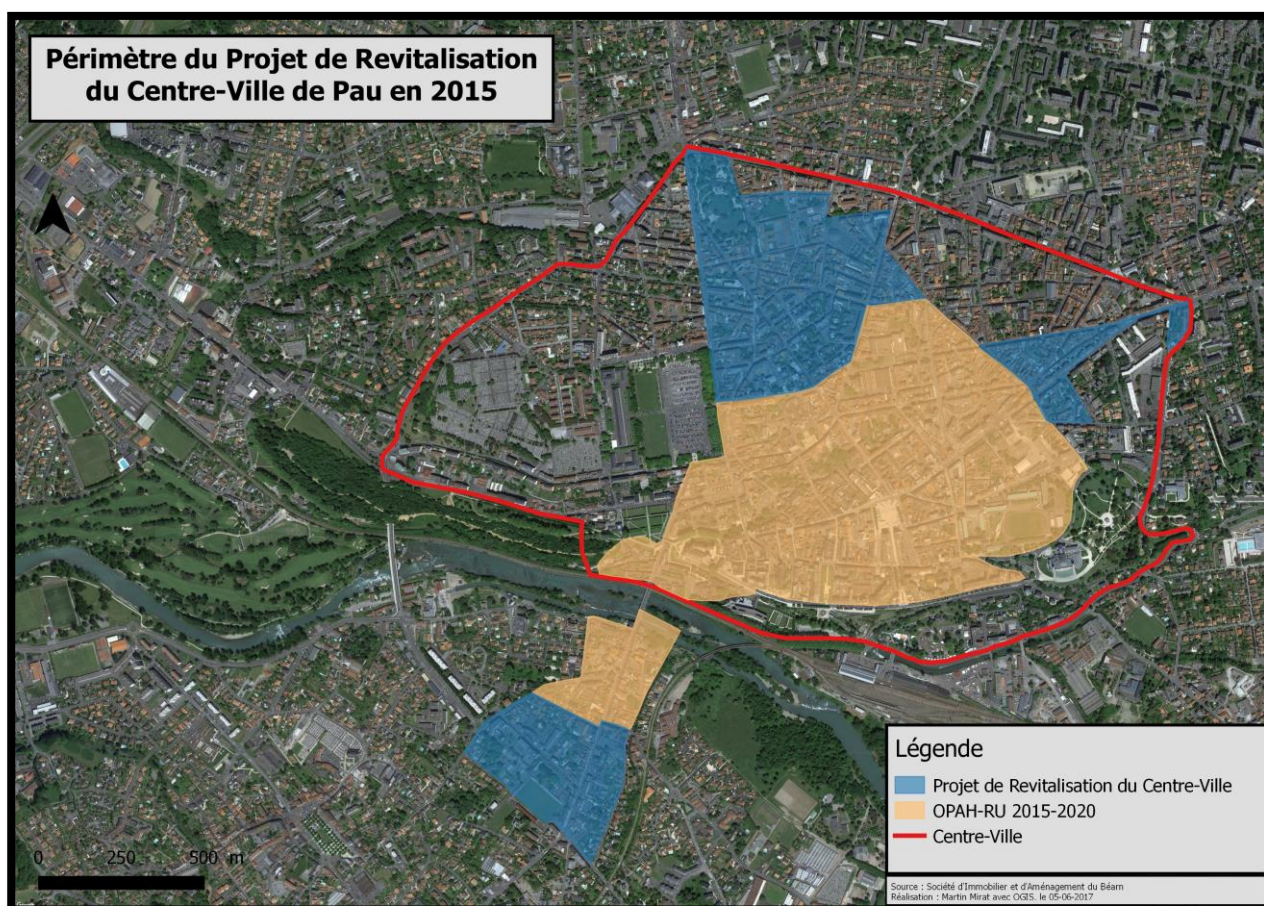 Périmètre du Projet de Revitalisation
du Centre-Ville de Pau en 2015
0 250 500 m
Légende
Projet de Revitalisation du Centre-Ville
OPAH-RU 2015-2020
Centre-Ville
Source : Société d'Immobilier et d'Aménagement du Béarn
Réalisation : Martin Mirat avec QGIS, le 05-06-2017